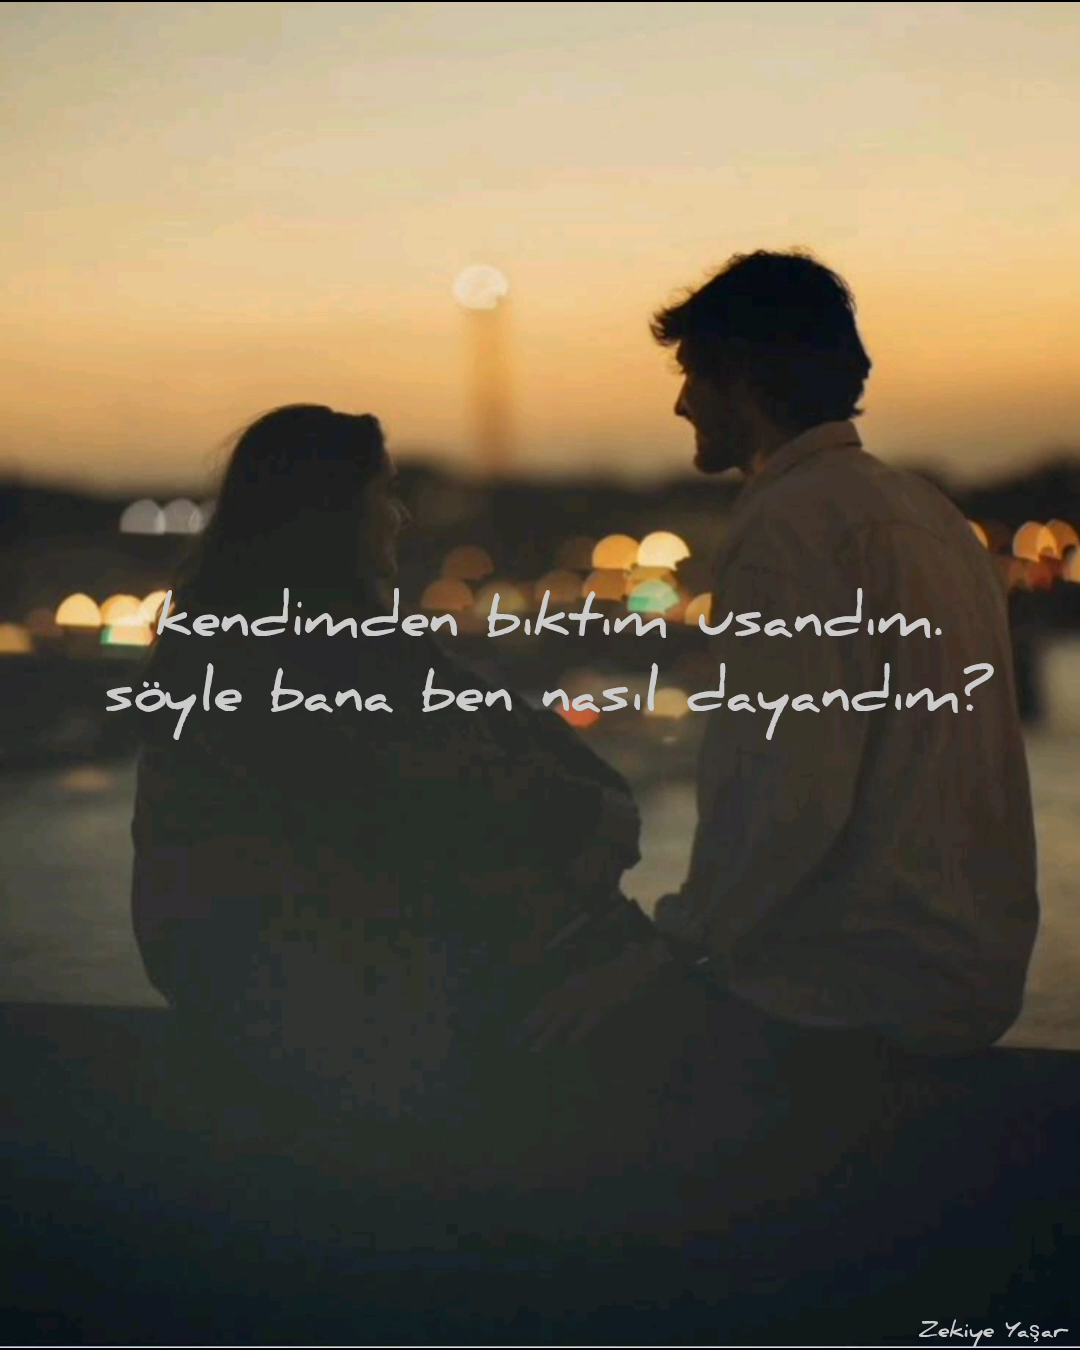 kendimden bıktım usandım.
söyle bana ben nasıl dayandım?
Zekiye Yaşar